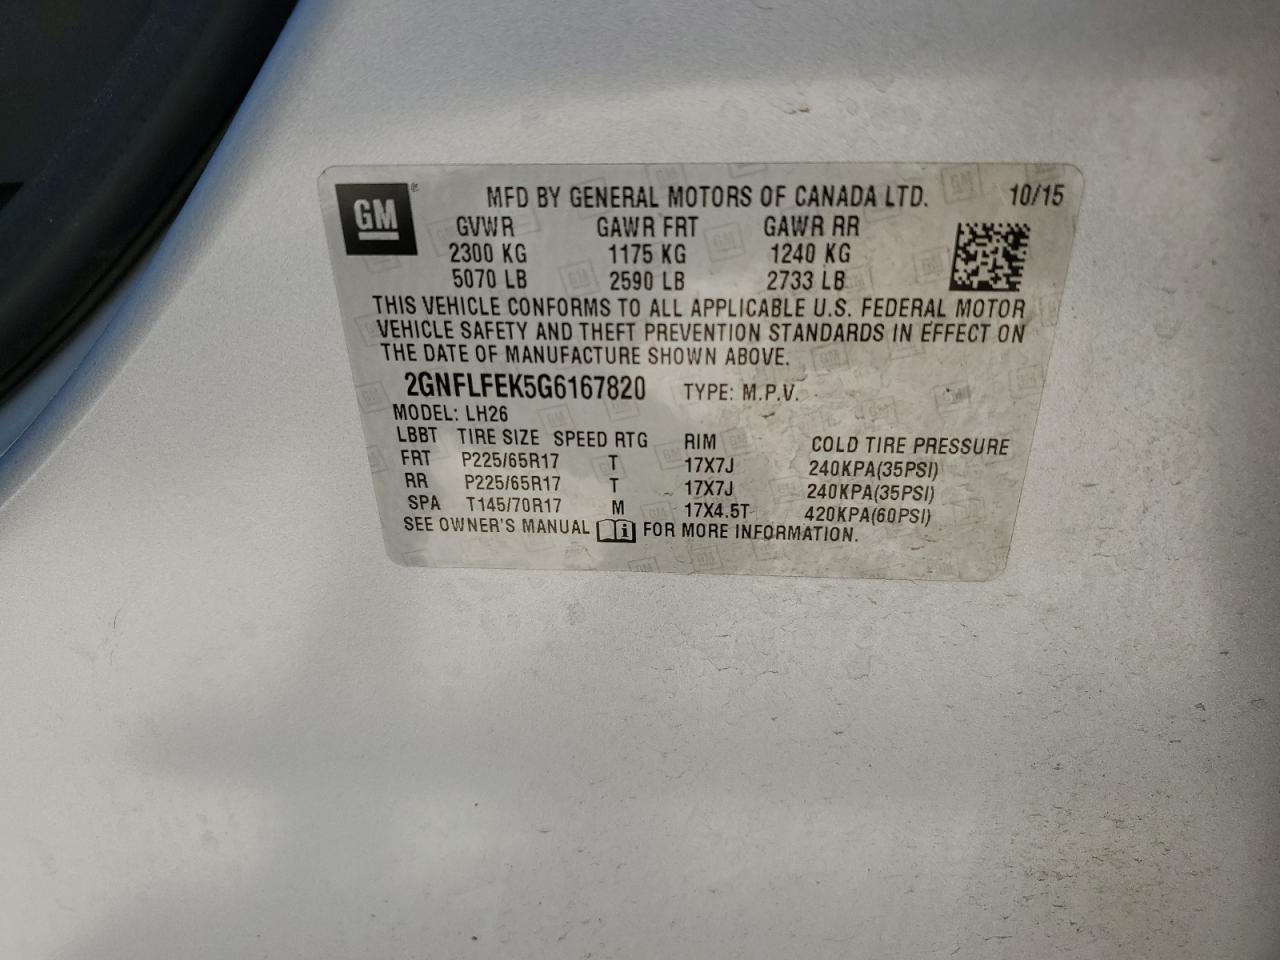 GM ® MFD BY GENERAL MOTORS OF CANADA LTD. 10/15
GVWR GAWR FRT GAWR RR
2300 KG 1175 KG 1240 KG
5070 LB 2590 LB 2733 LB
THIS VEHICLE CONFORMS TO ALL APPLICABLE U.S. FEDERAL MOTOR
VEHICLE SAFETY AND THEFT PREVENTION STANDARDS IN EFFECT ON
THE DATE OF MANUFACTURE SHOWN ABOVE.
2GNFLFEK5G6167820 TYPE: M.P.V.
MODEL: LH26
LBBT TIRE SIZE SPEED RTG RIM COLD TIRE PRESSURE
FRT P225/65R17 T 17X7J 240KPA(35PSI)
RR P225/65R17 T 17X7J 240KPA(35PSI)
SPA T145/70R17 M 17X4.5T 420KPA(60PSI)
SEE OWNER'S MANUAL i FOR MORE INFORMATION.